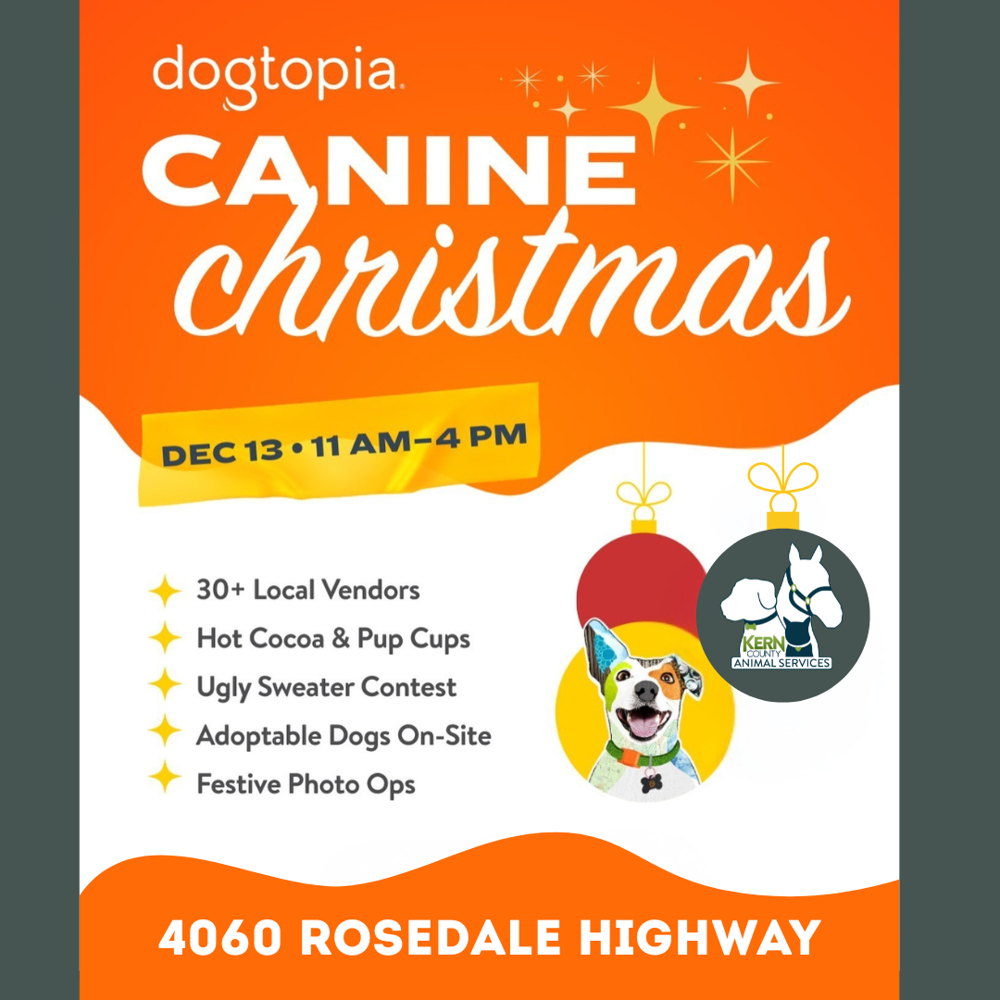 dogtopia
CANINE
christmas
DEC 13 • 11 AM–4 PM
30+ Local Vendors
Hot Cocoa & Pup Cups
Ugly Sweater Contest
Adoptable Dogs On-Site
Festive Photo Ops
KERN
COUNTY
ANIMAL SERVICES
4060 ROSEDALE HIGHWAY